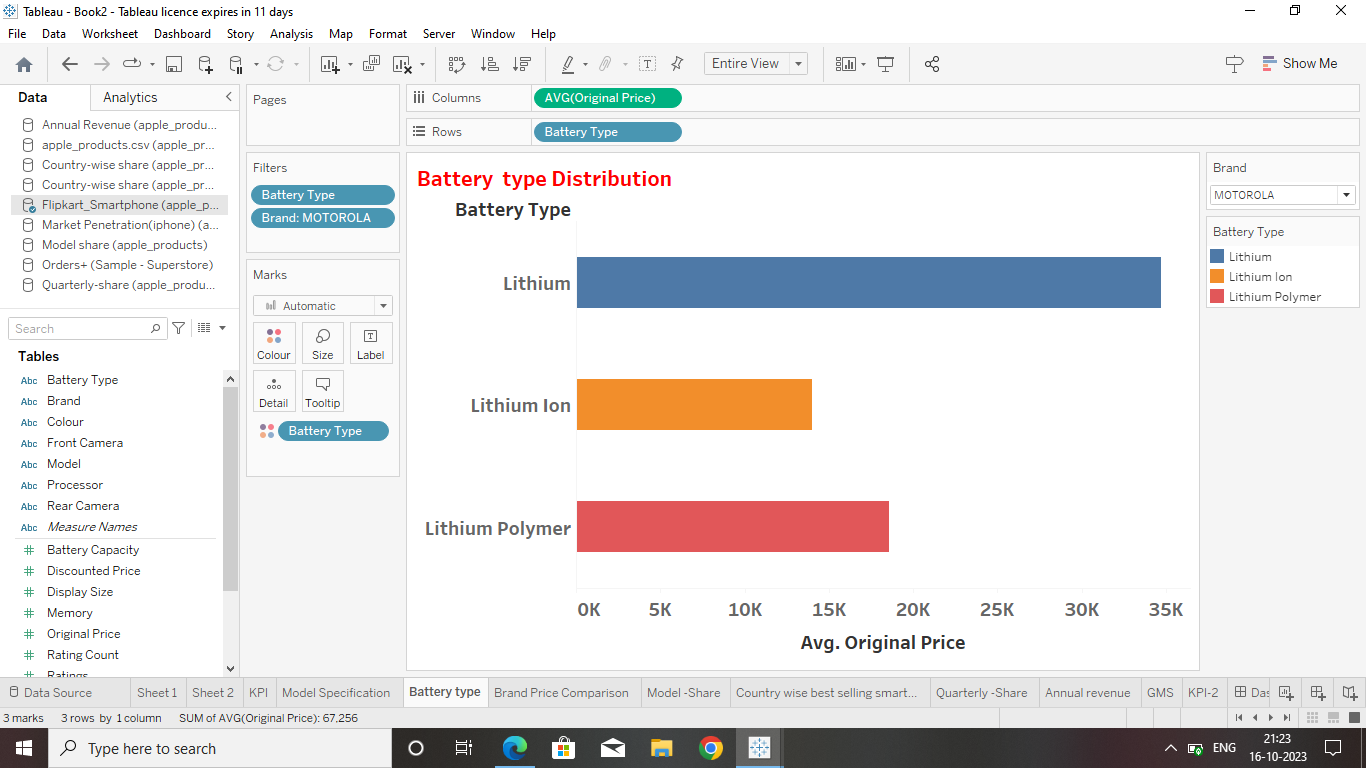 Tableau - Book2 - Tableau licence expires in 11 days
File Data Worksheet Dashboard Story Analysis Map Format Server Window Help
Entire View
Show Me
Data Analytics
Annual Revenue (apple_produ...
apple_products.csv (apple_pr...
Country-wise share (apple_pr...
Country-wise share (apple_pr...
Flipkart_Smartphone (apple_p...
Market Penetration(iphone) (a...
Model share (apple_products)
Orders+ (Sample - Superstore)
Quarterly-share (apple_produ...
Search
Tables
Abc Battery Type
Abc Brand
Abc Colour
Abc Front Camera
Abc Model
Abc Processor
Abc Rear Camera
Abc Measure Names
# Battery Capacity
# Discounted Price
# Display Size
# Memory
# Original Price
# Rating Count
# Ratings
Pages
Filters
Battery Type
Brand: MOTOROLA
Marks
Automatic
Colour Size Label
Detail Tooltip
Battery Type
Columns AVG(Original Price)
Rows Battery Type
Battery type Distribution
Battery Type
Lithium
Lithium Ion
Lithium Polymer
0K 5K 10K 15K 20K 25K 30K 35K
Avg. Original Price
Brand
MOTOROLA
Battery Type
Lithium
Lithium Ion
Lithium Polymer
Data Source Sheet 1 Sheet 2 KPI Model Specification Battery type Brand Price Comparison Model -Share Country wise best selling smart... Quarterly -Share Annual revenue GMS KPI-2 Das
3 marks 3 rows by 1 column SUM of AVG(Original Price): 67,256
Type here to search
ENG
21:23
16-10-2023